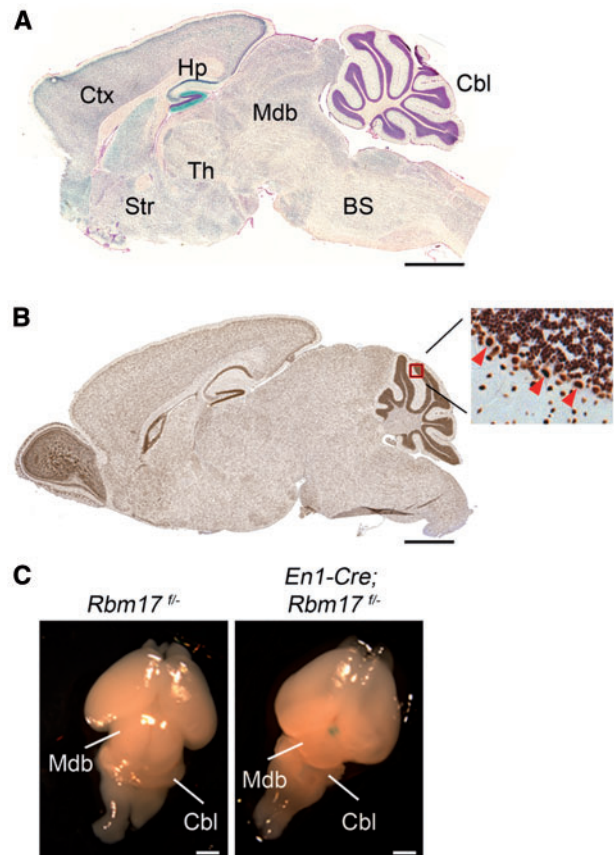 A
Hp
Cbl
Ctx
Mdb
Th
Str
BS
B
C
En1-Cre;
Rbm17 f/-
Rbm17 f/-
Mdb
Cbl
Mdb
Cbl